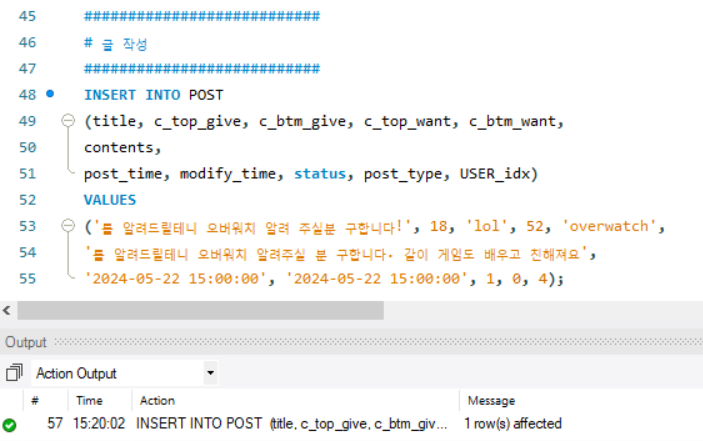 45 ###########################
46 # 글 작성
47 ###########################
48 INSERT INTO POST
49 (title, c_top_give, c_btm_give, c_top_want, c_btm_want,
50 contents,
51 post_time, modify_time, status, post_type, USER_idx)
52 VALUES
53 ('롤 알려드릴테니 오버워치 알려 주실분 구합니다!', 18, 'lol', 52, 'overwatch',
54 '롤 알려드릴테니 오버워치 알려주실 분 구합니다. 같이 게임도 배우고 친해져요',
55 '2024-05-22 15:00:00', '2024-05-22 15:00:00', 1, 0, 4);
Output
Action Output
# Time Action Message
57 15:20:02 INSERT INTO POST (title, c_top_give, c_btm_giv... 1 row(s) affected